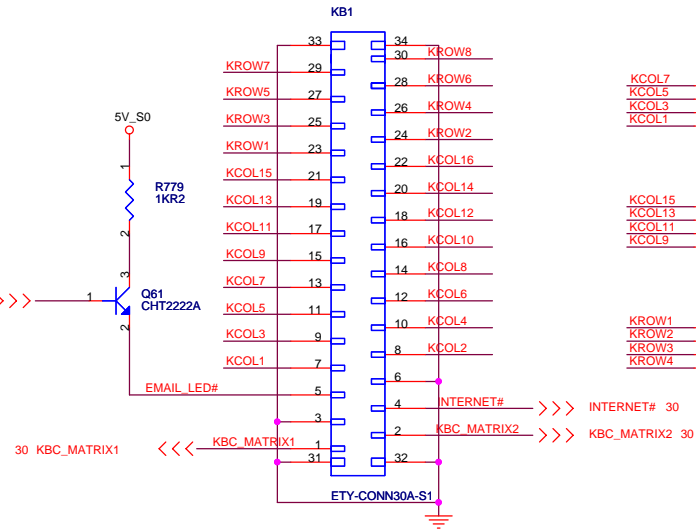 KB1
33 34
30 KROW8
KROW7 29
28 KROW6 KCOL7
KROW5 27 KCOL5
26 KROW4 KCOL3
5V_S0 KROW3 25 KCOL1
24 KROW2
KROW1 23
1 22 KCOL16
KCOL15 21
R779
1KR2
20 KCOL14
KCOL13 19 KCOL15
18 KCOL12 KCOL13
2 KCOL11 17 KCOL11
16 KCOL10 KCOL9
KCOL9 15
3 14 KCOL8
KCOL7 13
1 Q61
CHT2222A
12 KCOL6
KCOL5 11
2 10 KCOL4 KROW1
KCOL3 9 KROW2
8 KCOL2 KROW3
KCOL1 7 KROW4
6
EMAIL_LED# 5
4 INTERNET# INTERNET# 30
3
2 KBC_MATRIX2 KBC_MATRIX2 30
30 KBC_MATRIX1 KBC_MATRIX1 1
31 32
ETY-CONN30A-S1